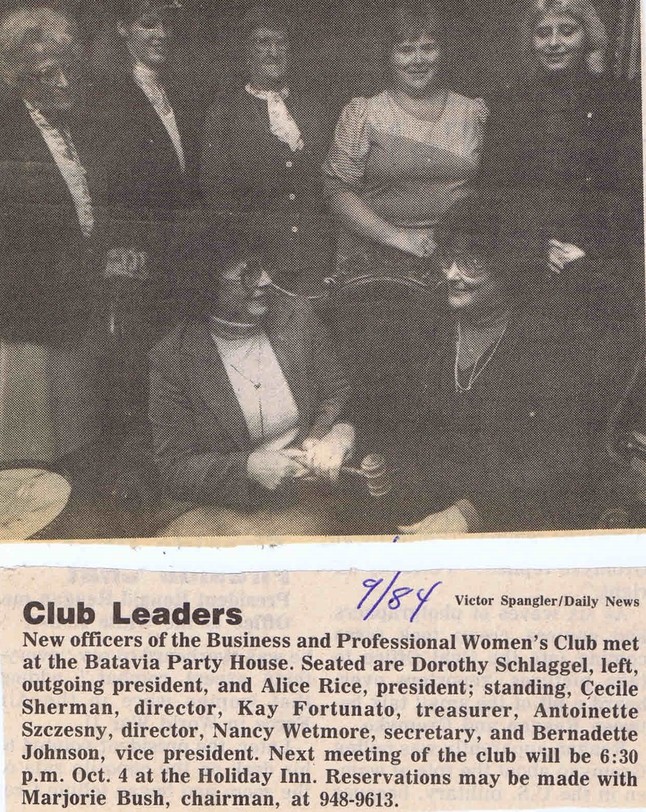 9/84
Victor Spangler/Daily News
Club Leaders
New officers of the Business and Professional Women's Club met
at the Batavia Party House. Seated are Dorothy Schlaggel, left,
outgoing president, and Alice Rice, president; standing, Cecile
Sherman, director, Kay Fortunato, treasurer, Antoinette
Szczesny, director, Nancy Wetmore, secretary, and Bernadette
Johnson, vice president. Next meeting of the club will be 6:30
p.m. Oct. 4 at the Holiday Inn. Reservations may be made with
Marjorie Bush, chairman, at 948-9613.